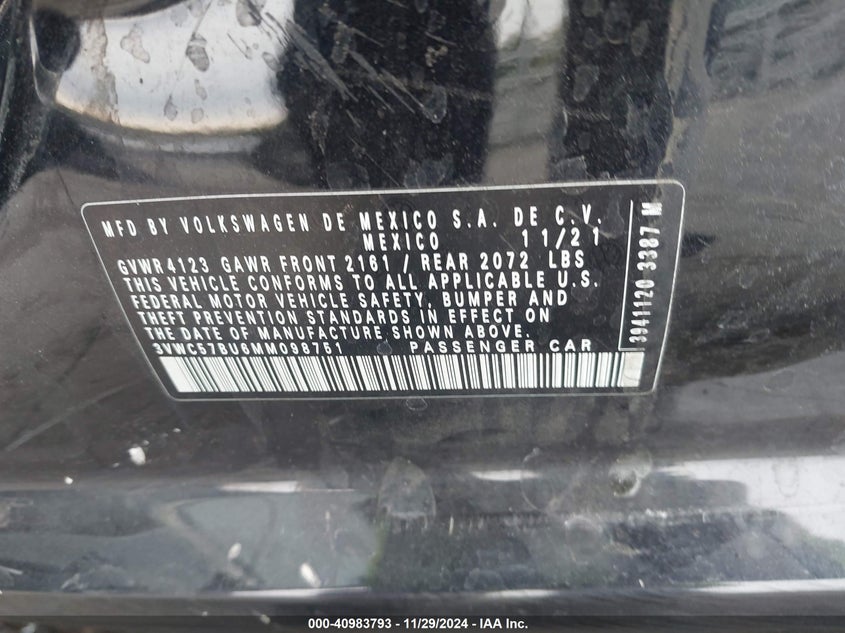 MFD BY VOLKSWAGEN DE MEXICO S.A. DE C.V.
MEXICO 11/21
GVWR 4123 GAWR FRONT 2161 / REAR 2072 LBS
THIS VEHICLE CONFORMS TO ALL APPLICABLE U.S.
FEDERAL MOTOR VEHICLE SAFETY, BUMPER AND
THEFT PREVENTION STANDARDS IN EFFECT ON
THE DATE OF MANUFACTURE SHOWN ABOVE.
3VWC57BU6MM098761 PASSENGER CAR
3941120 3387 M
000-40983793 - 11/29/2024 - IAA Inc.